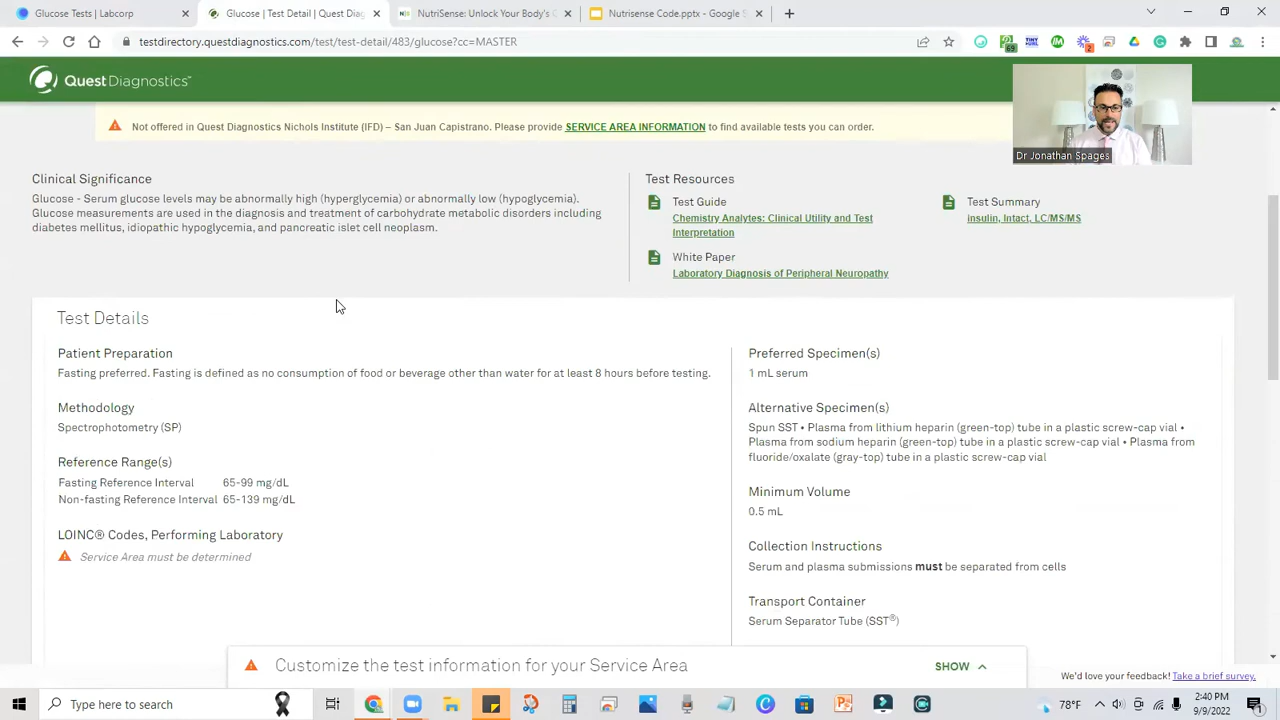 Glucose Tests | Labcorp
Glucose | Test Detail | Quest Diag
NutriSense: Unlock Your Body's
Nutrisense Code.pptx - Google S
testdirectory.questdiagnostics.com/test/test-detail/483/glucose?cc=MASTER
69
2
Quest Diagnostics™
Dr Jonathan Spages
Not offered in Quest Diagnostics Nichols Institute (IFD) – San Juan Capistrano. Please provide SERVICE AREA INFORMATION to find available tests you can order.
Clinical Significance
Glucose - Serum glucose levels may be abnormally high (hyperglycemia) or abnormally low (hypoglycemia).
Glucose measurements are used in the diagnosis and treatment of carbohydrate metabolic disorders including
diabetes mellitus, idiopathic hypoglycemia, and pancreatic islet cell neoplasm.
Test Resources
Test Guide
Chemistry Analytes: Clinical Utility and Test
Interpretation
White Paper
Laboratory Diagnosis of Peripheral Neuropathy
Test Summary
insulin, Intact, LC/MS/MS
Test Details
Patient Preparation
Fasting preferred. Fasting is defined as no consumption of food or beverage other than water for at least 8 hours before testing.
Methodology
Spectrophotometry (SP)
Reference Range(s)
Fasting Reference Interval 65-99 mg/dL
Non-fasting Reference Interval 65-139 mg/dL
LOINC® Codes, Performing Laboratory
Service Area must be determined
Preferred Specimen(s)
1 mL serum
Alternative Specimen(s)
Spun SST • Plasma from lithium heparin (green-top) tube in a plastic screw-cap vial •
Plasma from sodium heparin (green-top) tube in a plastic screw-cap vial • Plasma from
fluoride/oxalate (gray-top) tube in a plastic screw-cap vial
Minimum Volume
0.5 mL
Collection Instructions
Serum and plasma submissions must be separated from cells
Transport Container
Serum Separator Tube (SST®)
Customize the test information for your Service Area
SHOW
We'd love your feedback! Take a brief survey.
Type here to search
78°F
2:40 PM
9/9/2022
1